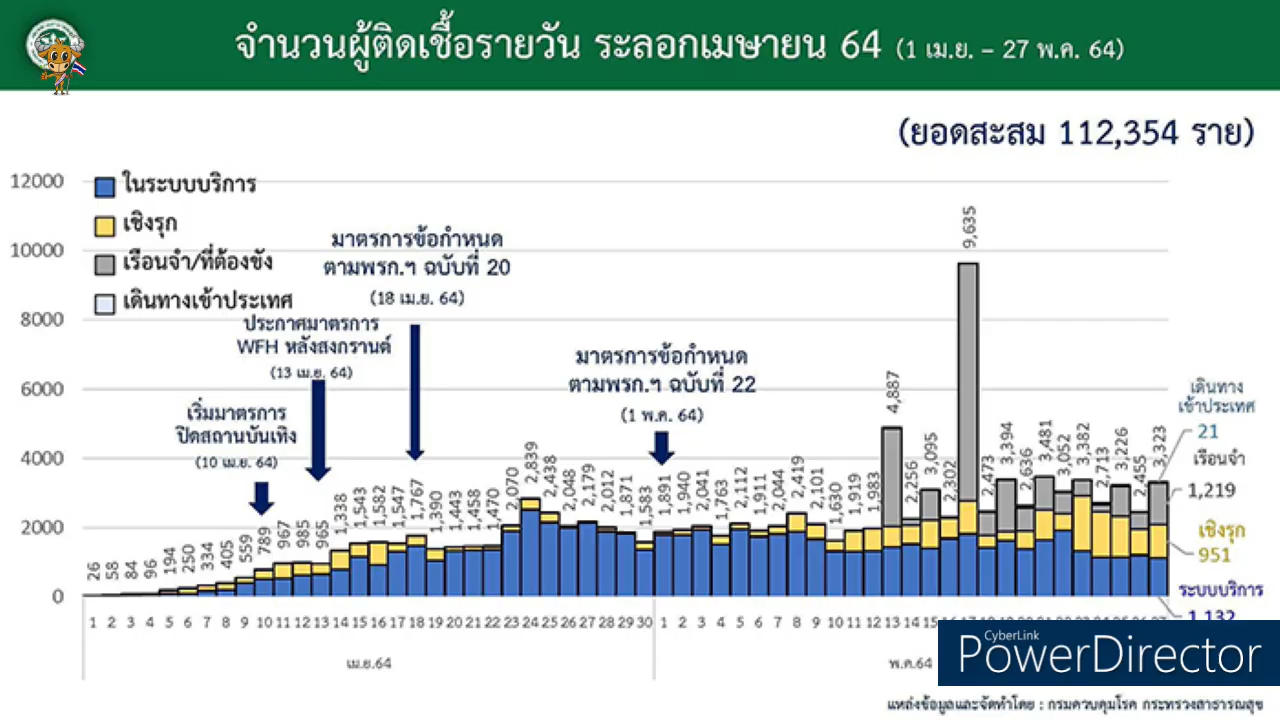 จำนวนผู้ติดเชื้อรายวัน ระลอกเมษายน 64 (1 เม.ย. – 27 พ.ค. 64)
(ยอดสะสม 112,354 ราย)
12000
10000
8000
6000
4000
2000
0
ในระบบบริการ
เชิงรุก
เรือนจำ/ที่ต้องขัง
เดินทางเข้าประเทศ
เริ่มมาตรการ
ปิดสถานบันเทิง
(10 เม.ย. 64)
ประกาศมาตรการ
WFH หลังสงกรานต์
(13 เม.ย. 64)
มาตรการข้อกำหนด
ตามพรก.ฯ ฉบับที่ 20
(18 เม.ย. 64)
มาตรการข้อกำหนด
ตามพรก.ฯ ฉบับที่ 22
(1 พ.ค. 64)
26 58 84 96 194 250 334 405 559 789 967 985 965 1,338 1,543 1,582 1,547 1,767 1,390 1,443 1,458 1,470 2,070 2,839 2,438 2,048 2,179 2,012 1,871 1,583 1,891 1,940 2,041 1,763 2,112 1,911 2,044 2,419 2,101 1,630 1,919 1,983 4,887 2,256 3,095 2,302 9,635 2,473 3,394 2,636 3,481 3,052 3,382 2,713 3,226 2,455 3,323
เดินทาง
เข้าประเทศ
21
เรือนจำ
1,219
เชิงรุก
951
ระบบบริการ
1,132
1 2 3 4 5 6 7 8 9 10 11 12 13 14 15 16 17 18 19 20 21 22 23 24 25 26 27 28 29 30 1 2 3 4 5 6 7 8 9 10 11 12 13 14 15 16 17
เม.ย.64
พ.ค.64
CyberLink
PowerDirector
แหล่งข้อมูลและจัดทำโดย : กรมควบคุมโรค กระทรวงสาธารณสุข